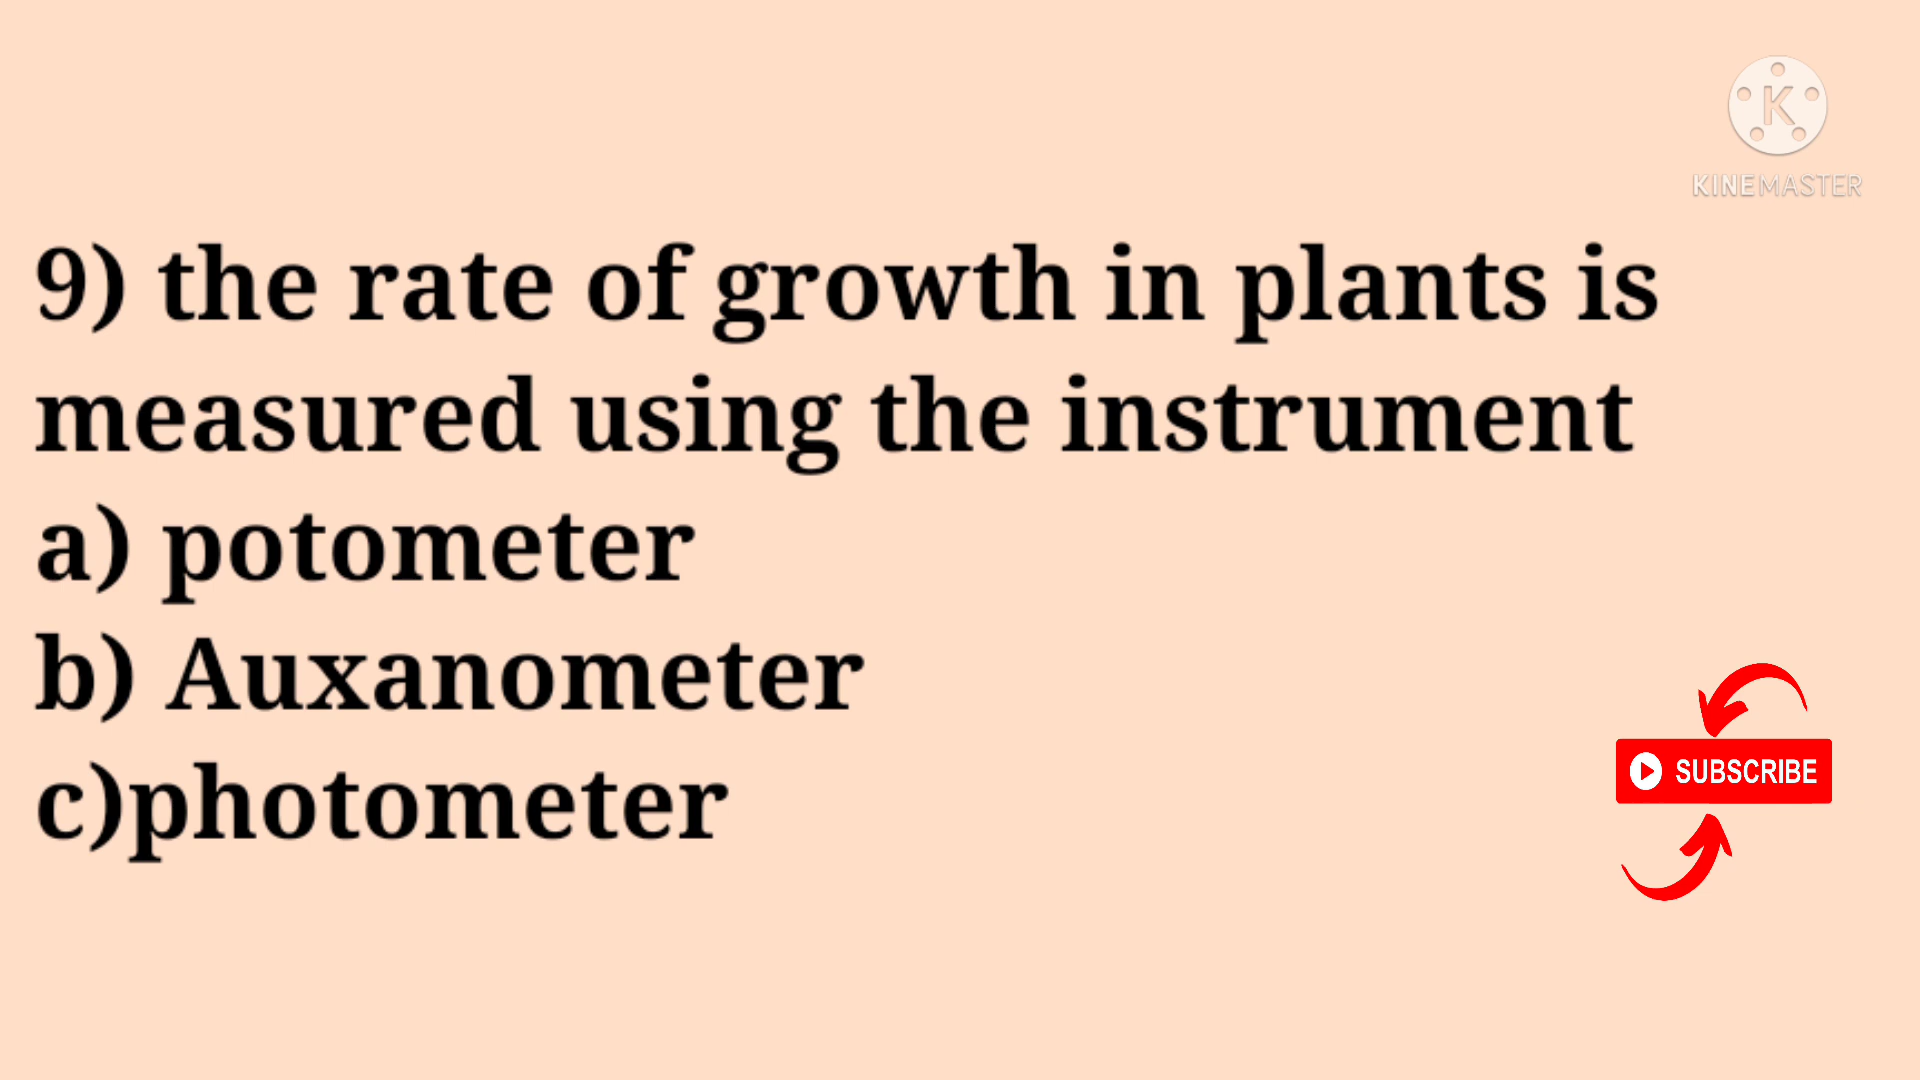 K
KINEMASTER
9) the rate of growth in plants is
measured using the instrument
a) potometer
b) Auxanometer
c)photometer
SUBSCRIBE